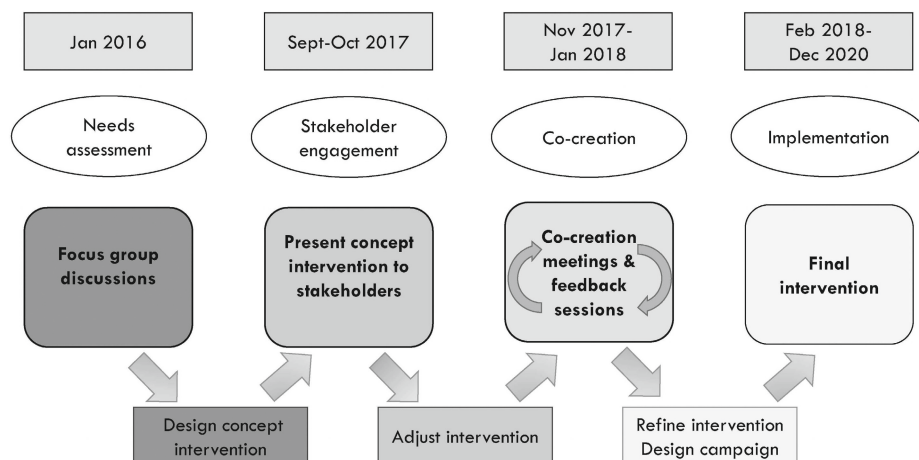 Jan 2016
Sept-Oct 2017
Nov 2017-
Jan 2018
Feb 2018-
Dec 2020
Needs
assessment
Stakeholder
engagement
Co-creation
Implementation
Focus group
discussions
Present concept
intervention to
stakeholders
Co-creation
meetings &
feedback
sessions
Final
intervention
Design concept
intervention
Adjust intervention
Refine intervention
Design campaign